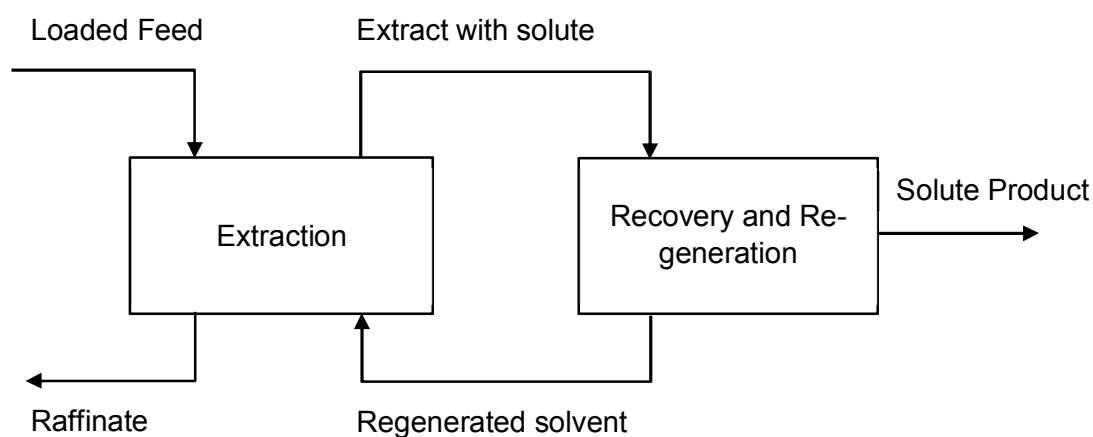 Loaded Feed
Extract with solute
Extraction
Recovery and Re-
generation
Solute Product
Raffinate
Regenerated solvent